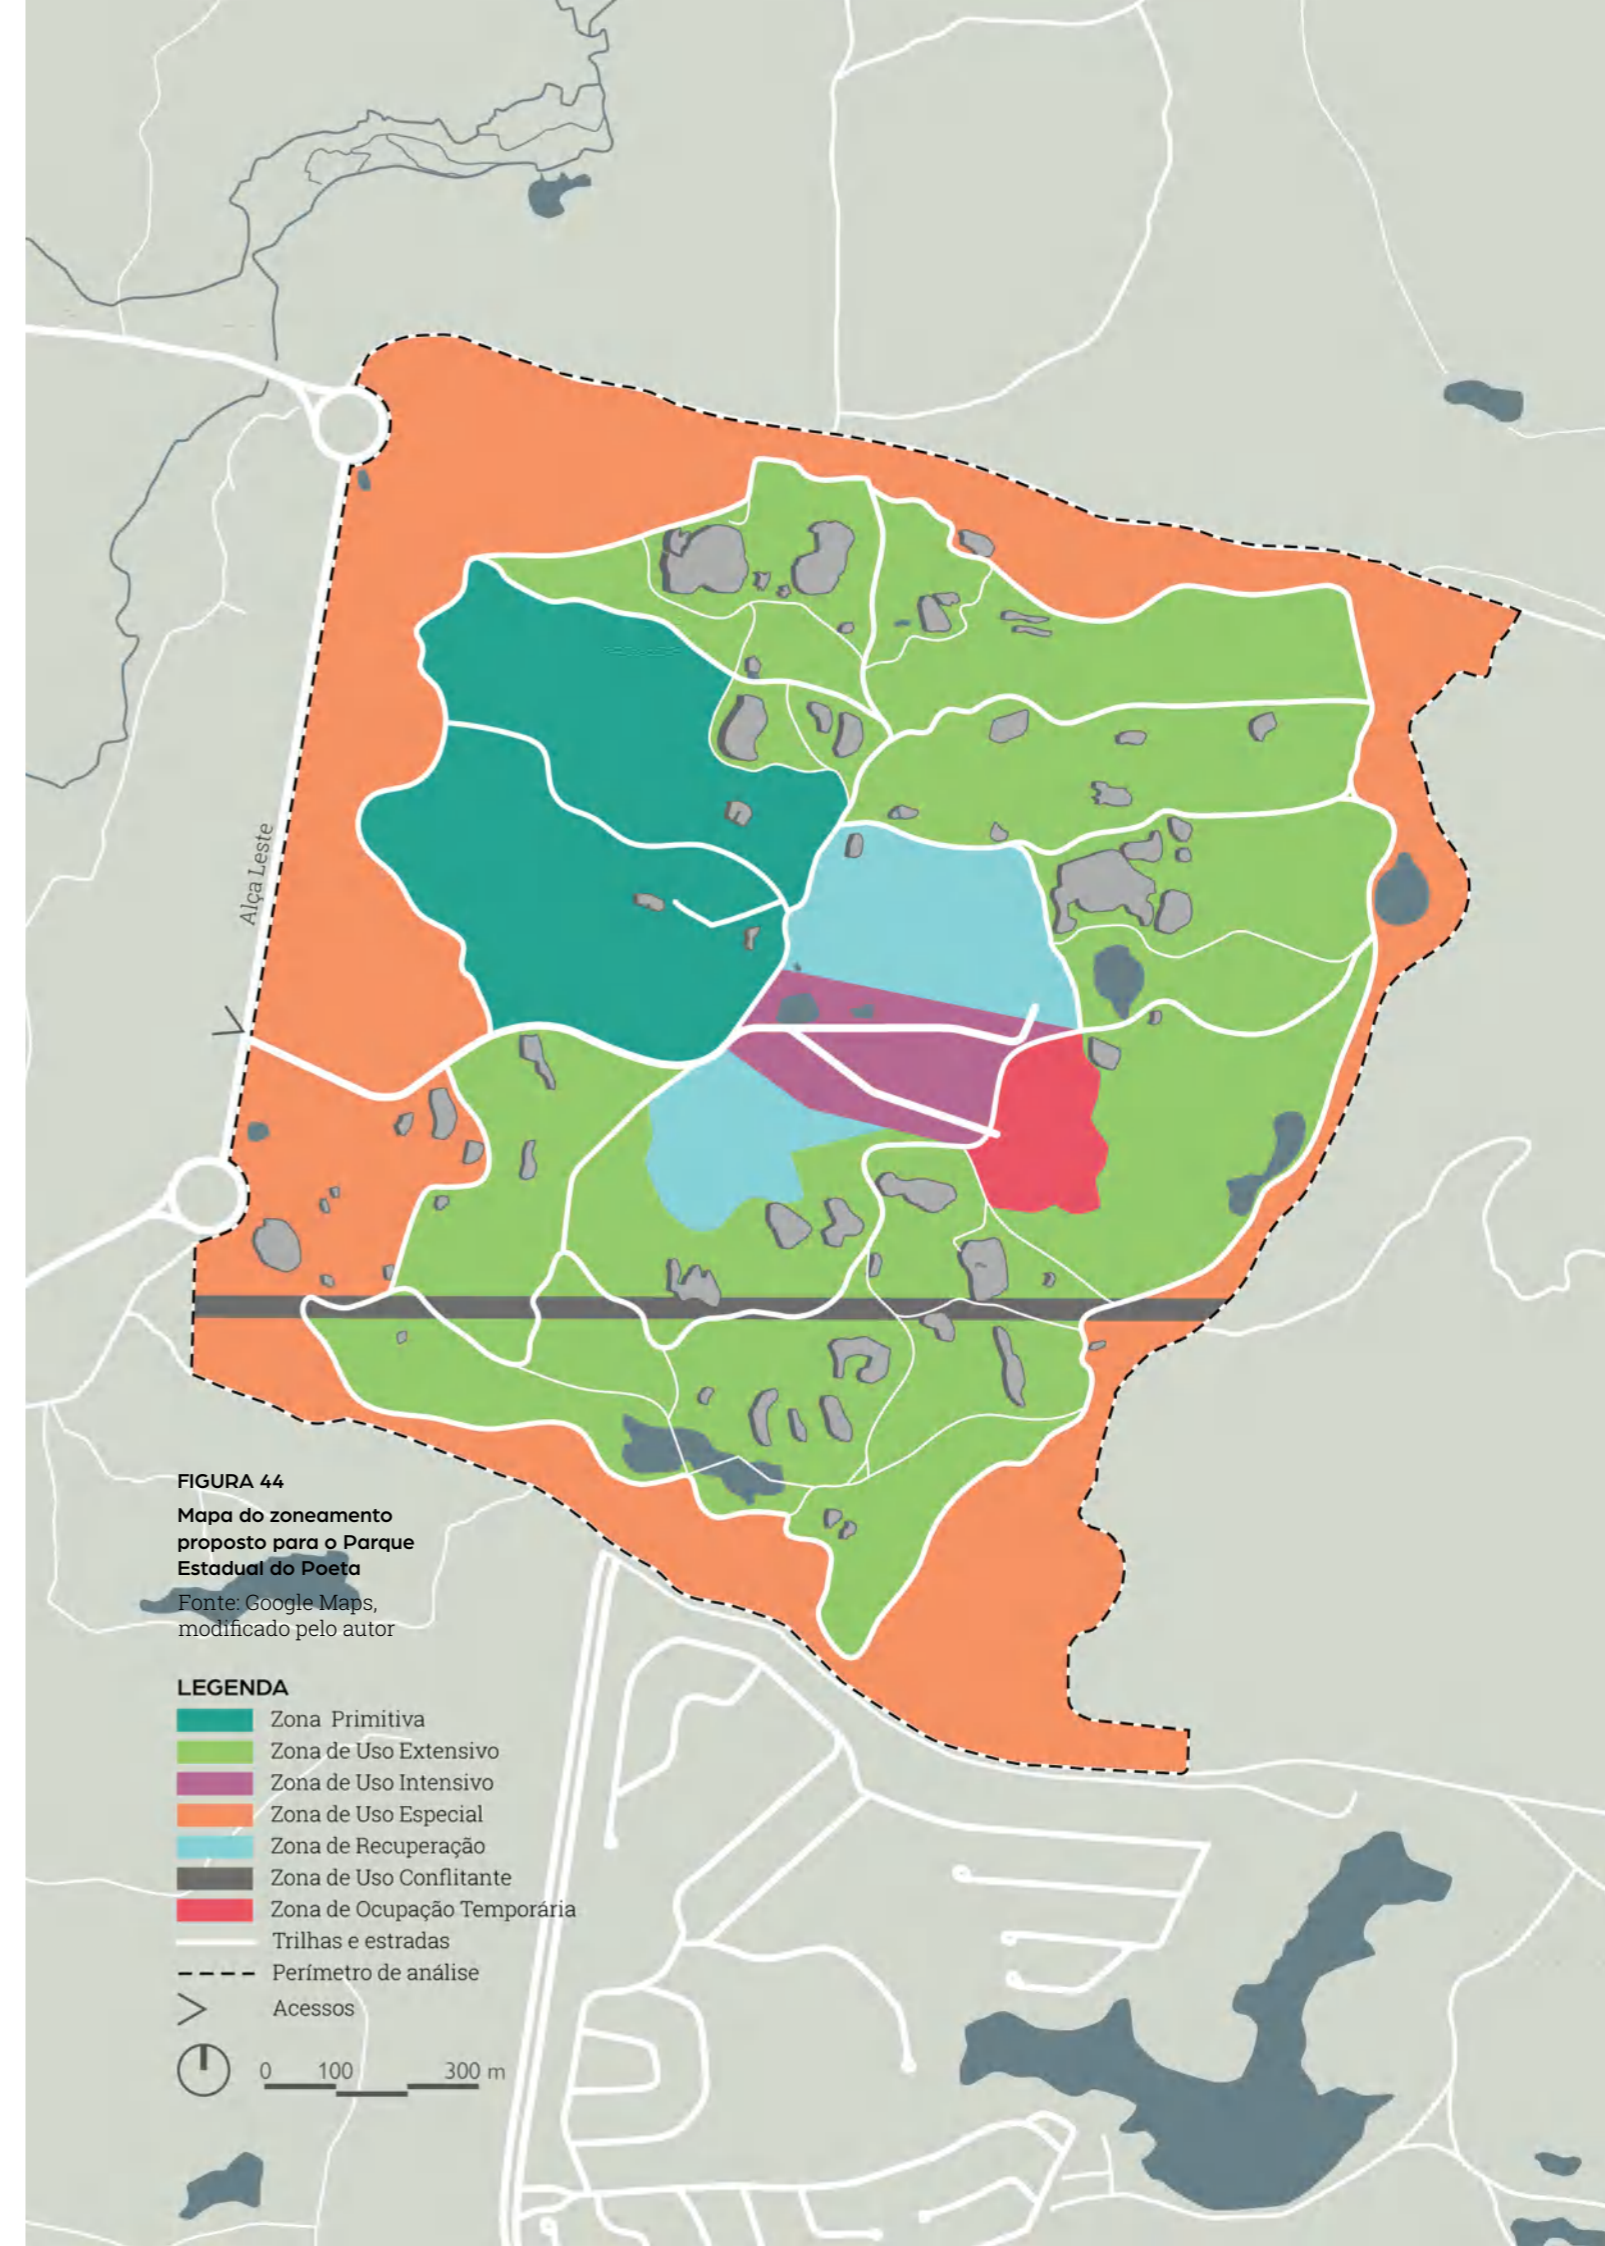 Alça Leste
FIGURA 44
Mapa do zoneamento
proposto para o Parque
Estadual do Poeta
Fonte: Google Maps,
modificado pelo autor
LEGENDA
Zona Primitiva
Zona de Uso Extensivo
Zona de Uso Intensivo
Zona de Uso Especial
Zona de Recuperação
Zona de Uso Conflitante
Zona de Ocupação Temporária
Trilhas e estradas
Perímetro de análise
Acessos
0 100 300 m